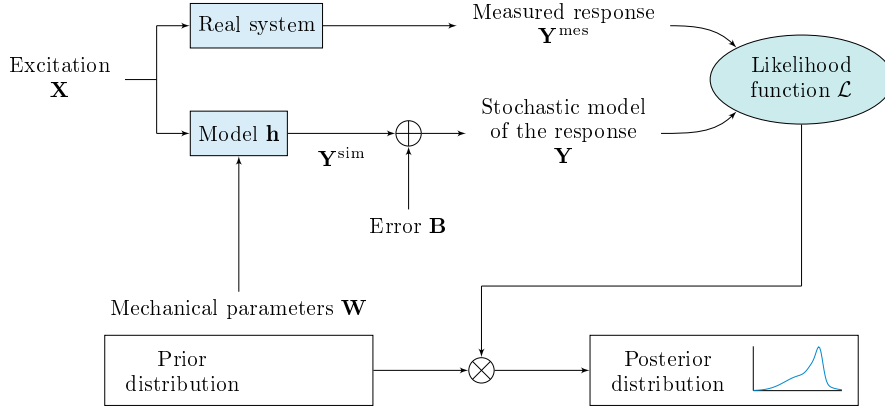 Measured response
Y^mes
Real system
Excitation
X
Likelihood
function ℒ
Stochastic model
of the response
Y
Model h
Y^sim
Error B
Mechanical parameters W
Prior
distribution
Posterior
distribution